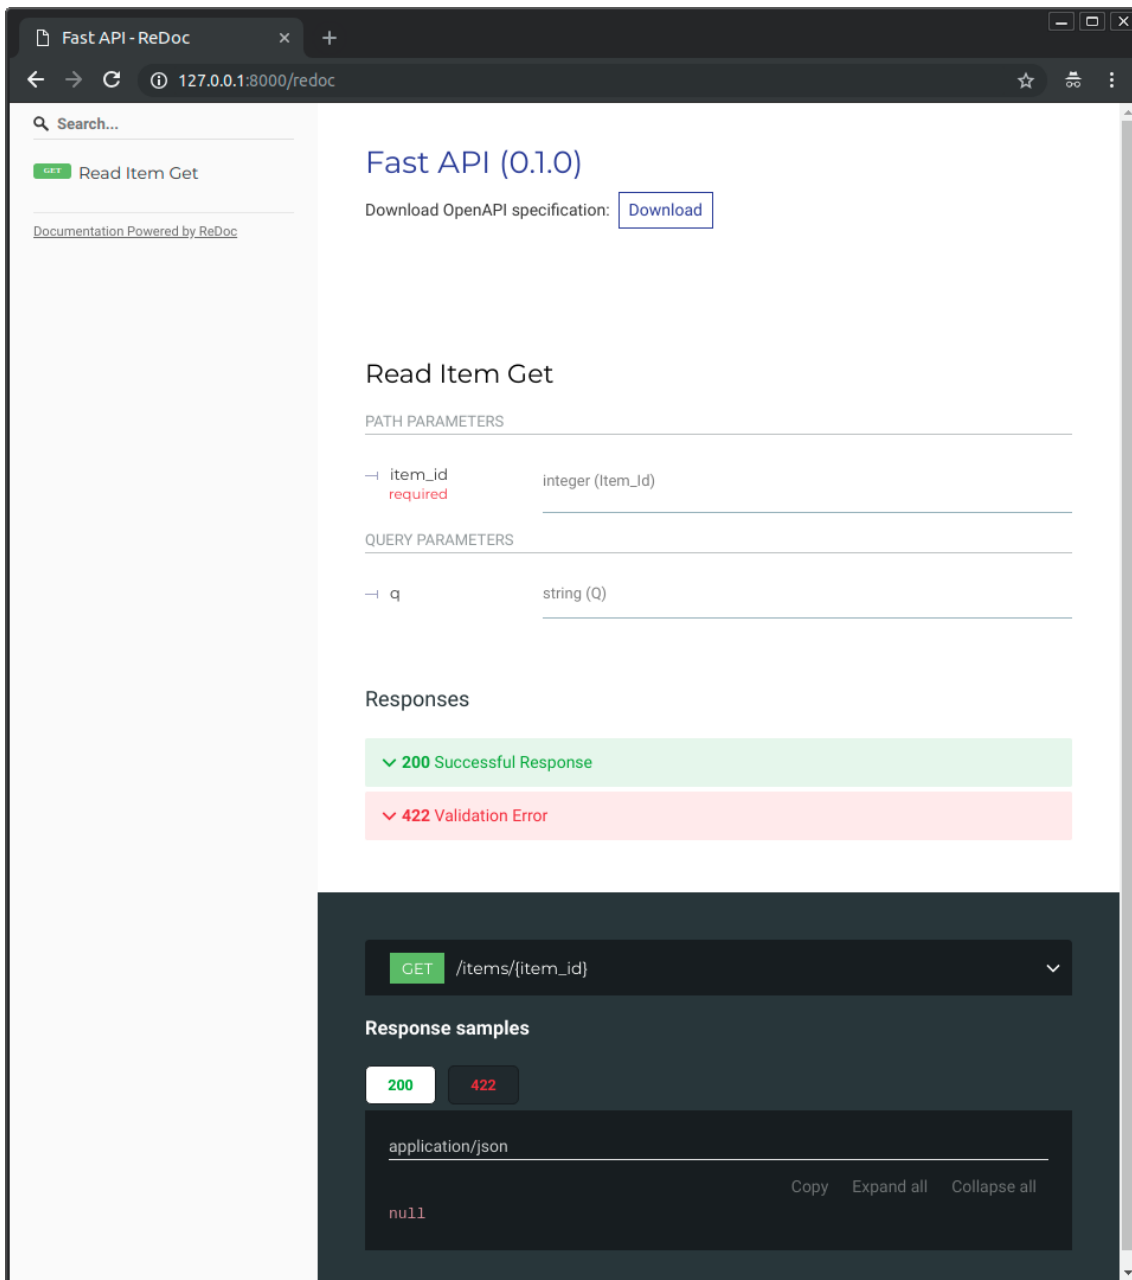 Fast API - ReDoc
127.0.0.1:8000/redoc
Search...
GET Read Item Get
Documentation Powered by ReDoc
Fast API (0.1.0)
Download OpenAPI specification: Download
Read Item Get
PATH PARAMETERS
item_id
required
integer (Item_Id)
QUERY PARAMETERS
q
string (Q)
Responses
200 Successful Response
422 Validation Error
GET /items/{item_id}
Response samples
200 422
application/json
Copy Expand all Collapse all
null